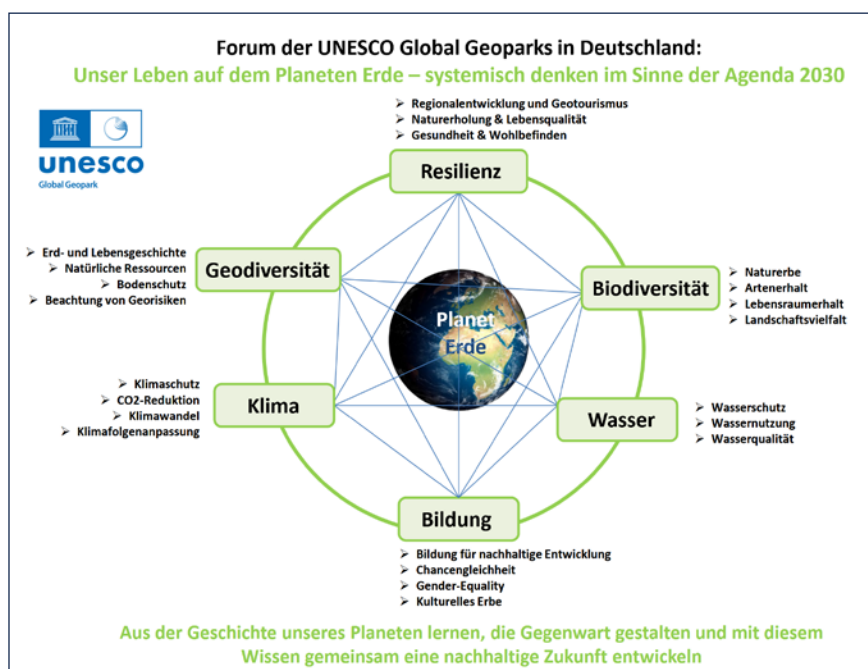 Forum der UNESCO Global Geoparks in Deutschland:
Unser Leben auf dem Planeten Erde – systemisch denken im Sinne der Agenda 2030
unesco
Global Geopark
➢ Regionalentwicklung und Geotourismus
➢ Naturerholung & Lebensqualität
➢ Gesundheit & Wohlbefinden
Resilienz
➢ Erd- und Lebensgeschichte
➢ Natürliche Ressourcen
➢ Bodenschutz
➢ Beachtung von Georisiken
Geodiversität
Biodiversität
➢ Naturerbe
➢ Artenerhalt
➢ Lebensraumerhalt
➢ Landschaftsvielfalt
Planet
Erde
➢ Klimaschutz
➢ CO2-Reduktion
➢ Klimawandel
➢ Klimafolgenanpassung
Klima
Wasser
➢ Wasserschutz
➢ Wassernutzung
➢ Wasserqualität
Bildung
➢ Bildung für nachhaltige Entwicklung
➢ Chancengleichheit
➢ Gender-Equality
➢ Kulturelles Erbe
Aus der Geschichte unseres Planeten lernen, die Gegenwart gestalten und mit diesem
Wissen gemeinsam eine nachhaltige Zukunft entwickeln